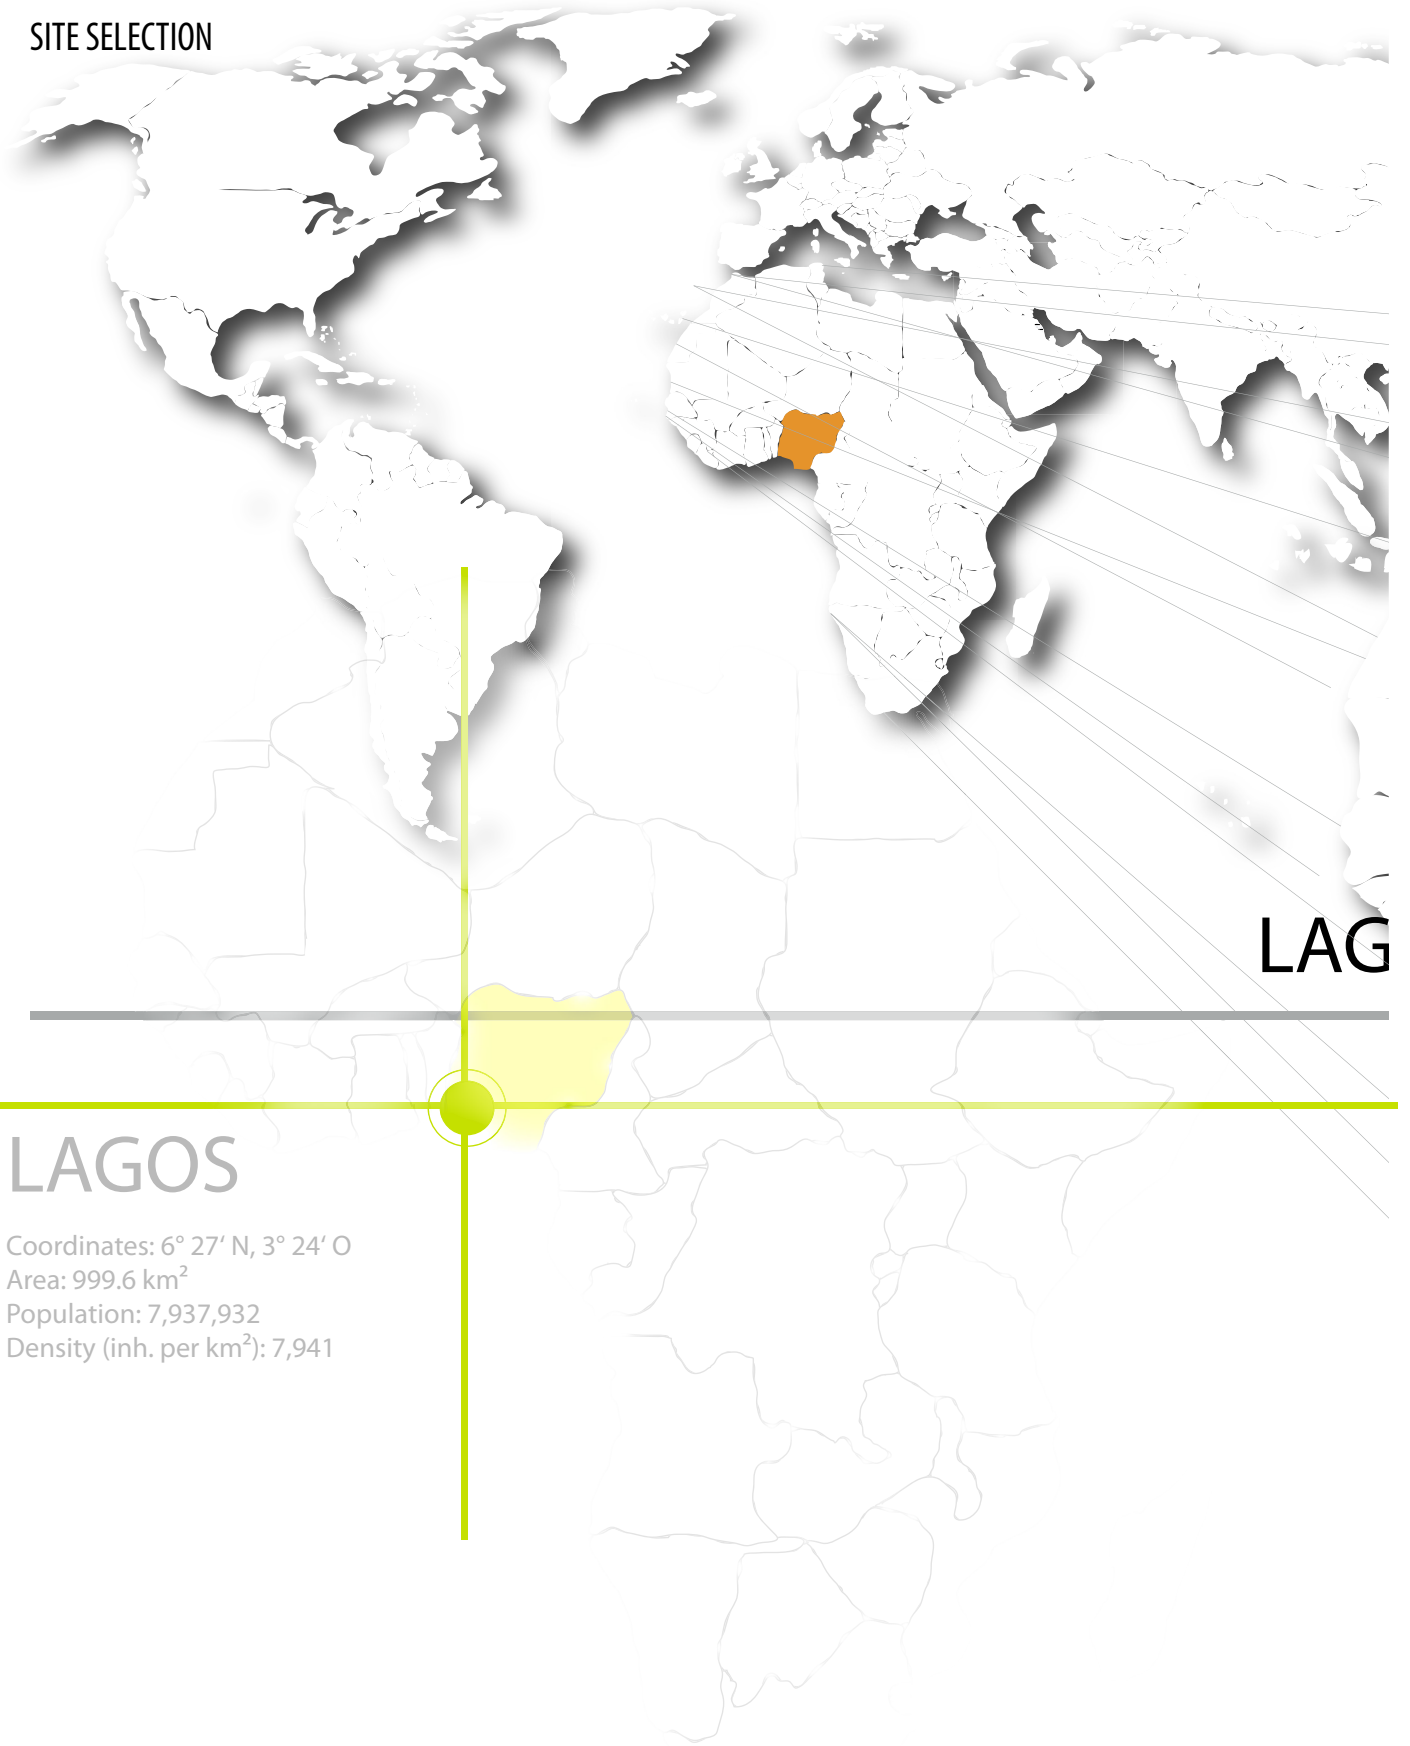 SITE SELECTION
LAG
LAGOS
Coordinates: 6° 27‘ N, 3° 24‘ O
Area: 999.6 km²
Population: 7,937,932
Density (inh. per km²): 7,941